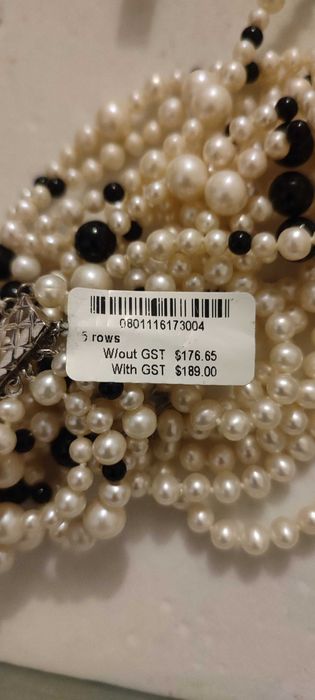 0801116173004
5 rows
W/out GST $176.65
With GST $189.00